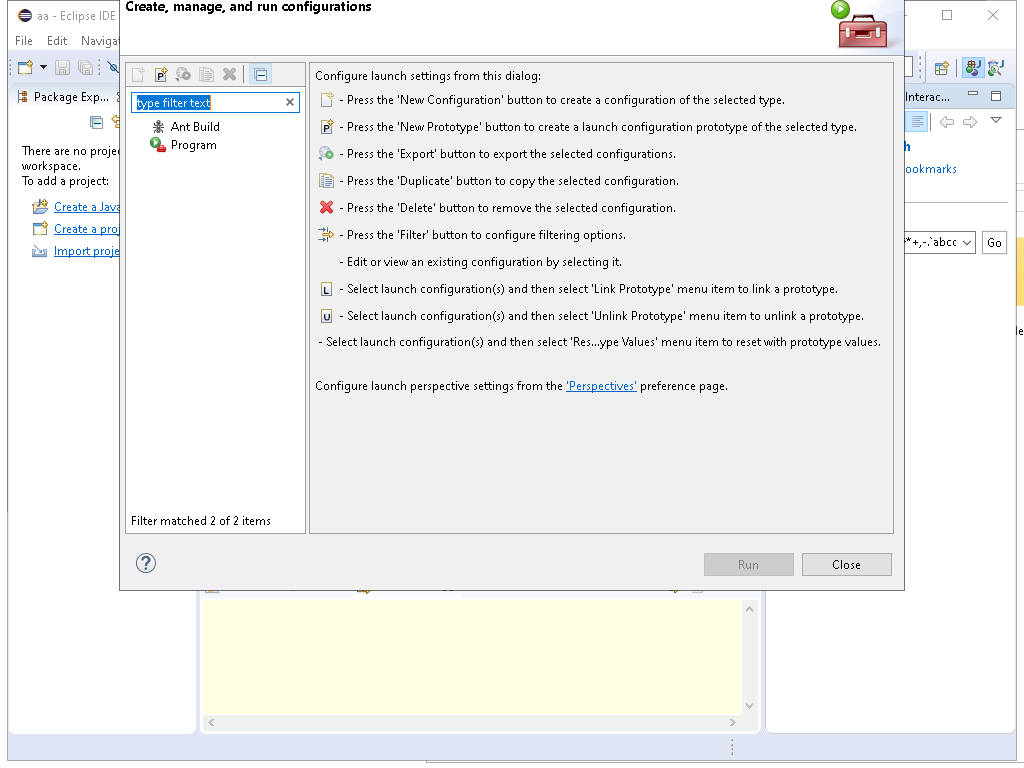 aa - Eclipse IDE
Create, manage, and run configurations
File Edit
Package Exp...
There are no
workspace.
To add a project:
Create a Java
Create a
Import
type filter text
Ant Build
Program
Filter matched 2 of 2 items
Configure launch settings from this dialog:
- Press the 'New Configuration' button to create a configuration of the selected type.
- Press the 'New Prototype' button to create a launch configuration prototype of the selected type.
- Press the 'Export' button to export the selected configurations.
- Press the 'Duplicate' button to copy the selected configuration.
- Press the 'Delete' button to remove the selected configuration.
- Press the 'Filter' button to configure filtering options.
- Edit or view an existing configuration by selecting it.
- Select launch configuration(s) and then select 'Link Prototype' menu item to link a prototype.
- Select launch configuration(s) and then select 'Unlink Prototype' menu item to unlink a prototype.
- Select launch configuration(s) and then select 'Res...ype Values' menu item to reset with prototype values.
Configure launch perspective settings from the 'Perspectives' preference page.
Interac...
ookmarks
*+,-.`abcc
Go
Run
Close